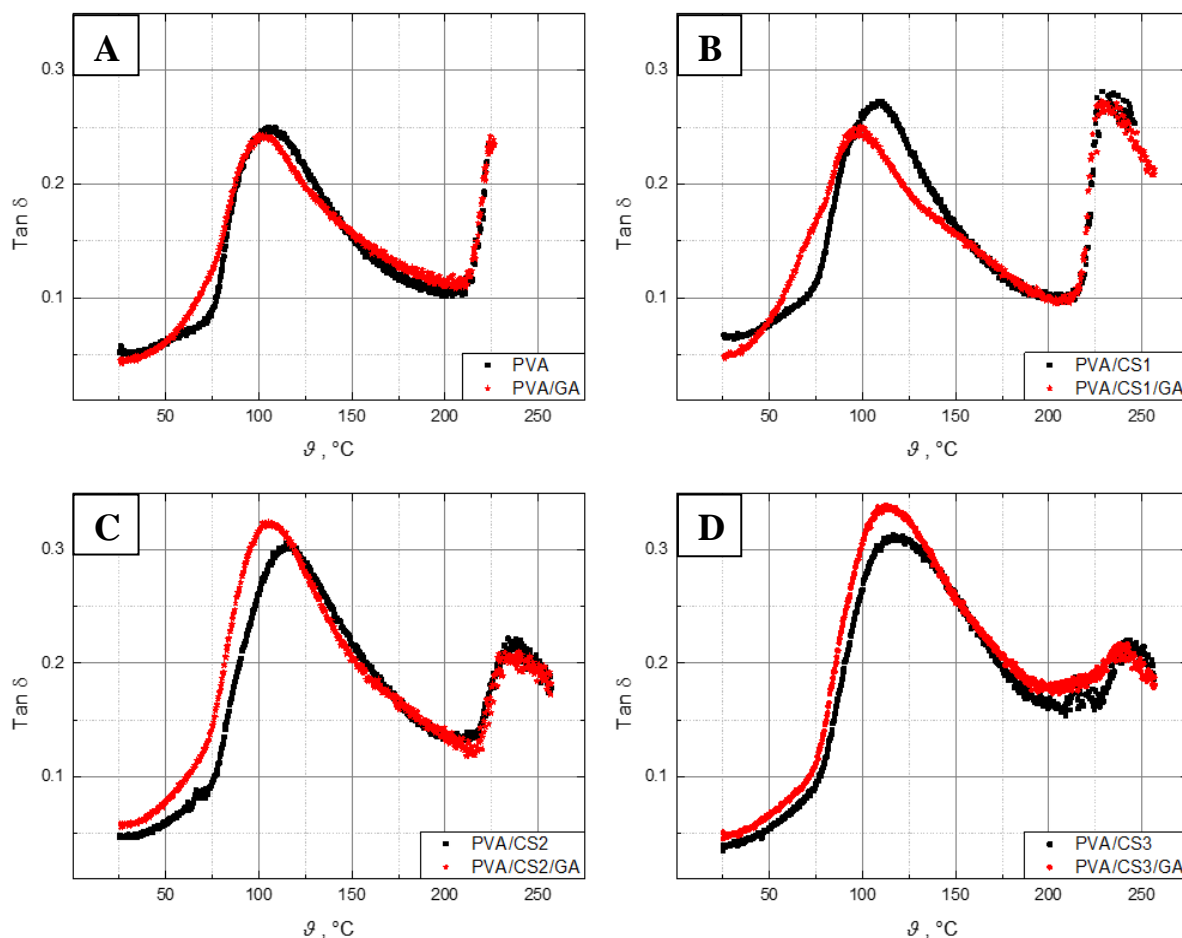 A
Tan δ
0.3
0.2
0.1
PVA
PVA/GA
50 100 150 200 250
ϑ , °C
B
Tan δ
0.3
0.2
0.1
PVA/CS1
PVA/CS1/GA
50 100 150 200 250
ϑ , °C
C
Tan δ
0.3
0.2
0.1
PVA/CS2
PVA/CS2/GA
50 100 150 200 250
ϑ , °C
D
Tan δ
0.3
0.2
0.1
PVA/CS3
PVA/CS3/GA
50 100 150 200 250
ϑ , °C